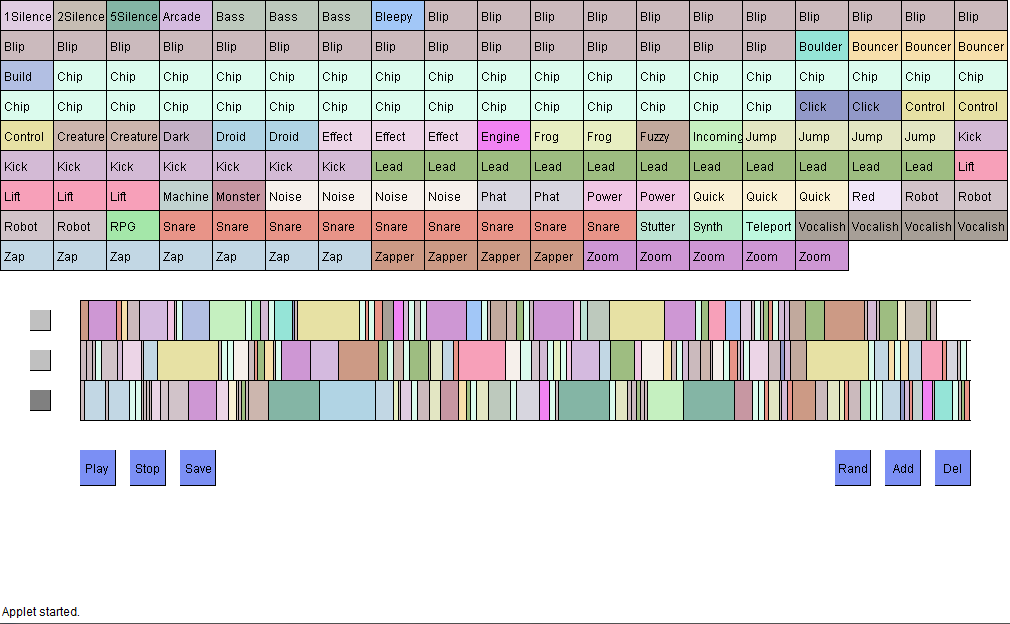 1Silence 2Silence 5Silence Arcade Bass Bass Bass Bleepy Blip Blip Blip Blip Blip Blip Blip Blip Blip Blip Blip
Blip Blip Blip Blip Blip Blip Blip Blip Blip Blip Blip Blip Blip Blip Blip Boulder Bouncer Bouncer Bouncer
Build Chip Chip Chip Chip Chip Chip Chip Chip Chip Chip Chip Chip Chip Chip Chip Chip Chip Chip
Chip Chip Chip Chip Chip Chip Chip Chip Chip Chip Chip Chip Chip Chip Chip Click Click Control Control
Control Creature Creature Dark Droid Droid Effect Effect Effect Engine Frog Frog Fuzzy Incoming Jump Jump Jump Jump Kick
Kick Kick Kick Kick Kick Kick Kick Lead Lead Lead Lead Lead Lead Lead Lead Lead Lead Lead Lift
Lift Lift Lift Machine Monster Noise Noise Noise Noise Phat Phat Power Power Quick Quick Quick Red Robot Robot
Robot Robot RPG Snare Snare Snare Snare Snare Snare Snare Snare Snare Stutter Synth Teleport Vocalish Vocalish Vocalish Vocalish
Zap Zap Zap Zap Zap Zap Zap Zapper Zapper Zapper Zapper Zoom Zoom Zoom Zoom Zoom
Play Stop Save Rand Add Del
Applet started.